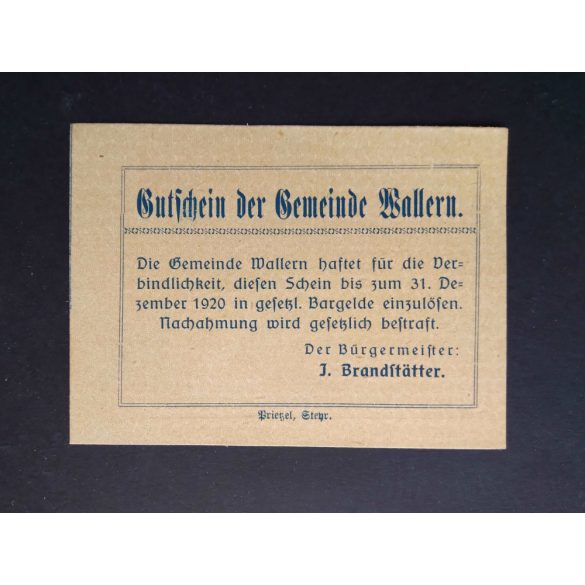 Gutſchein der Gemeinde Wallern.
Die Gemeinde Wallern haftet für die Ver=
bindlichkeit, dieſen Schein bis zum 31. De=
zember 1920 in geſetzl. Bargelde einzulöſen.
Nachahmung wird geſetzlich beſtraft.
Der Bürgermeiſter:
J. Brandſtätter.
Prietzel, Steyr.